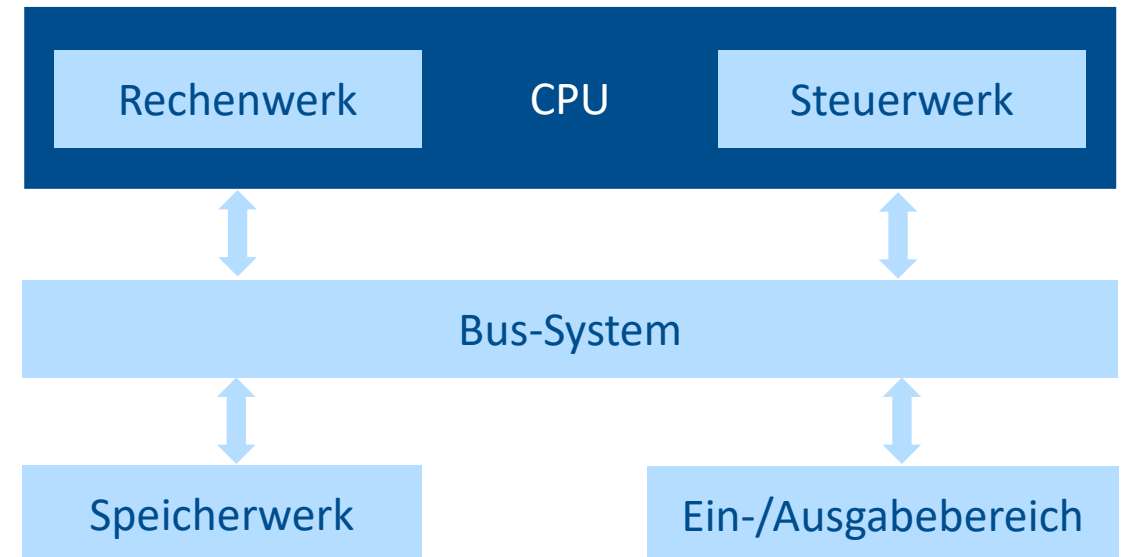 Rechenwerk
CPU
Steuerwerk
Bus-System
Speicherwerk
Ein-/Ausgabebereich